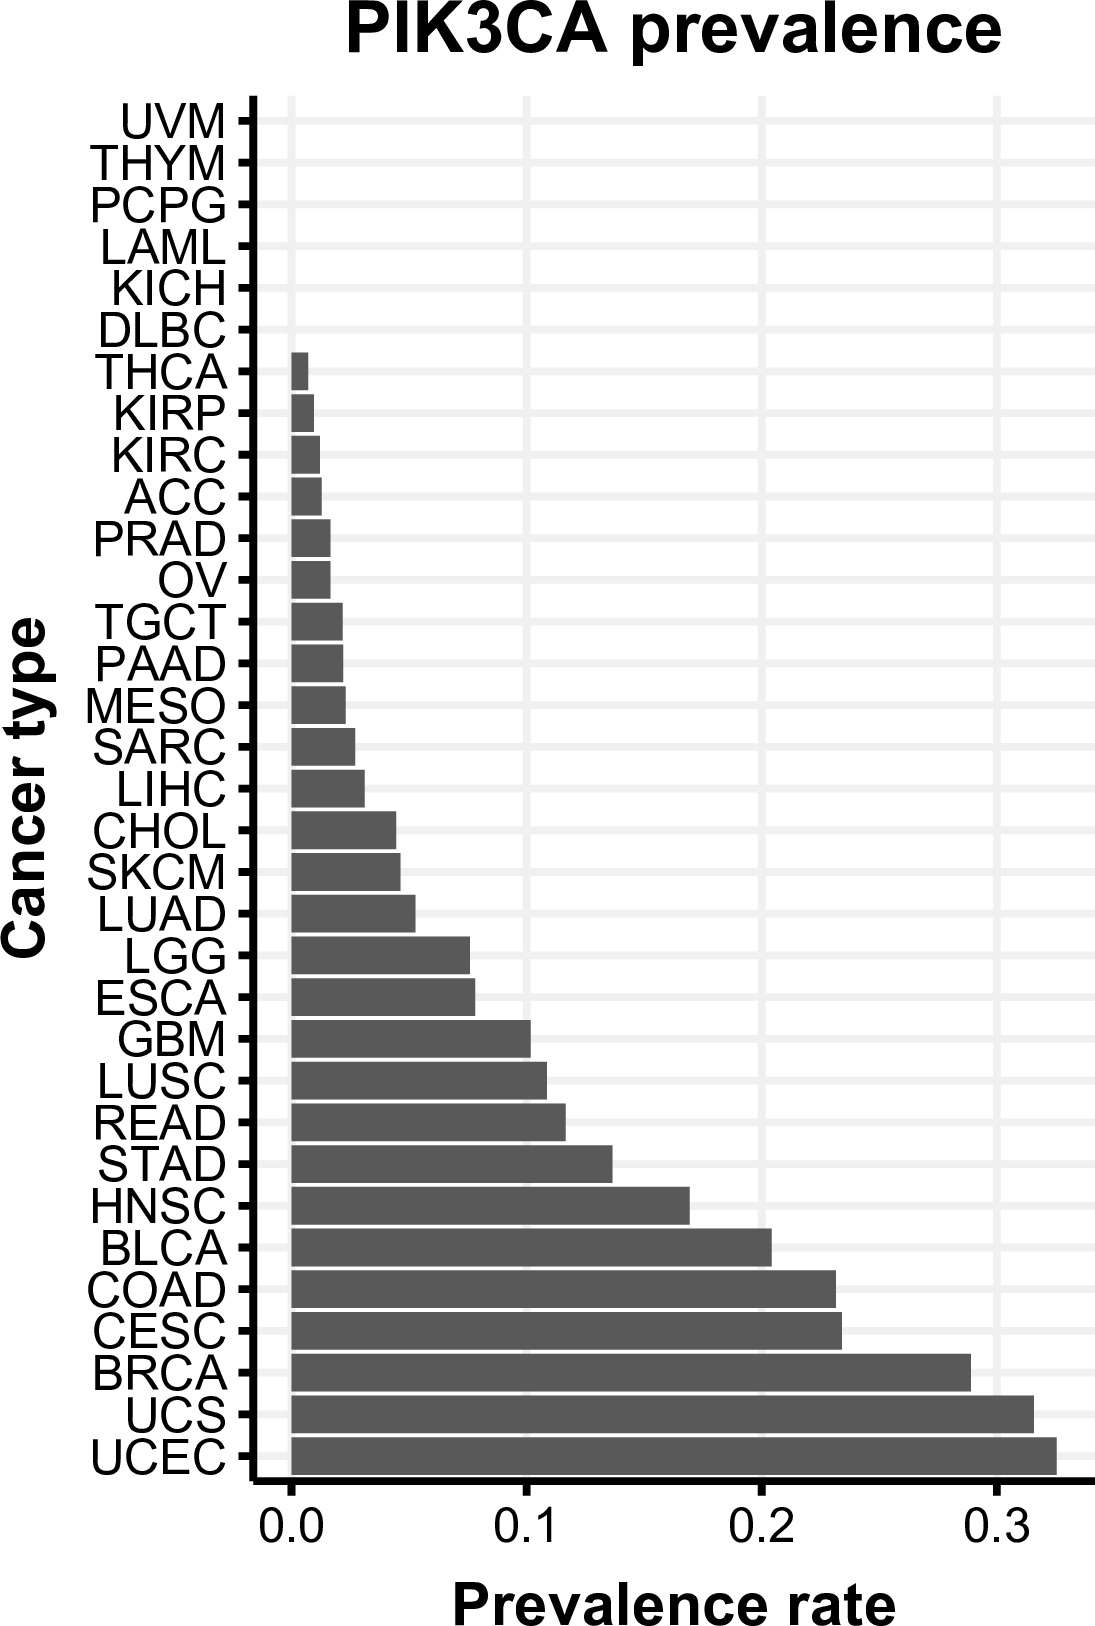 PIK3CA prevalence
UVM
THYM
PCPG
LAML
KICH
DLBC
THCA
KIRP
KIRC
ACC
PRAD
OV
TGCT
PAAD
MESO
SARC
LIHC
CHOL
SKCM
LUAD
LGG
ESCA
GBM
LUSC
READ
STAD
HNSC
BLCA
COAD
CESC
BRCA
UCS
UCEC
Cancer type
0.0 0.1 0.2 0.3
Prevalence rate